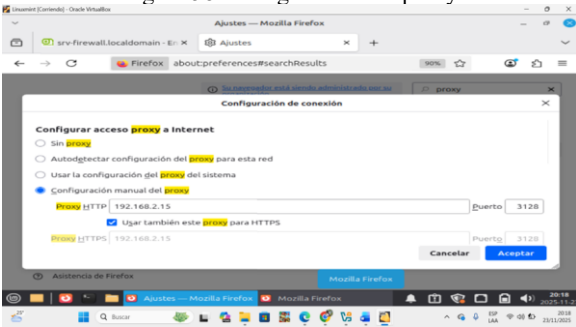 Linuxmint [Corriendo] - Oracle VirtualBox
Ajustes — Mozilla Firefox
srv-firewall.localdomain - En
Ajustes
Firefox
about:preferences#searchResults
90%
Su navegador está siendo administrado por su
proxy
Configuración de conexión
Configurar acceso proxy a Internet
Sin proxy
Autodetectar configuración del proxy para esta red
Usar la configuración del proxy del sistema
Configuración manual del proxy
Proxy HTTP 192.168.2.15 Puerto 3128
Usar también este proxy para HTTPS
Proxy HTTPS 192.168.2.15 Puerto 3128
Cancelar Aceptar
Asistencia de Firefox
Mozilla Firefox
Ajustes — Mozilla Firefox
Mozilla Firefox
20:18
2025-11-2
Buscar
ESP
LAA
20:18
23/11/2025